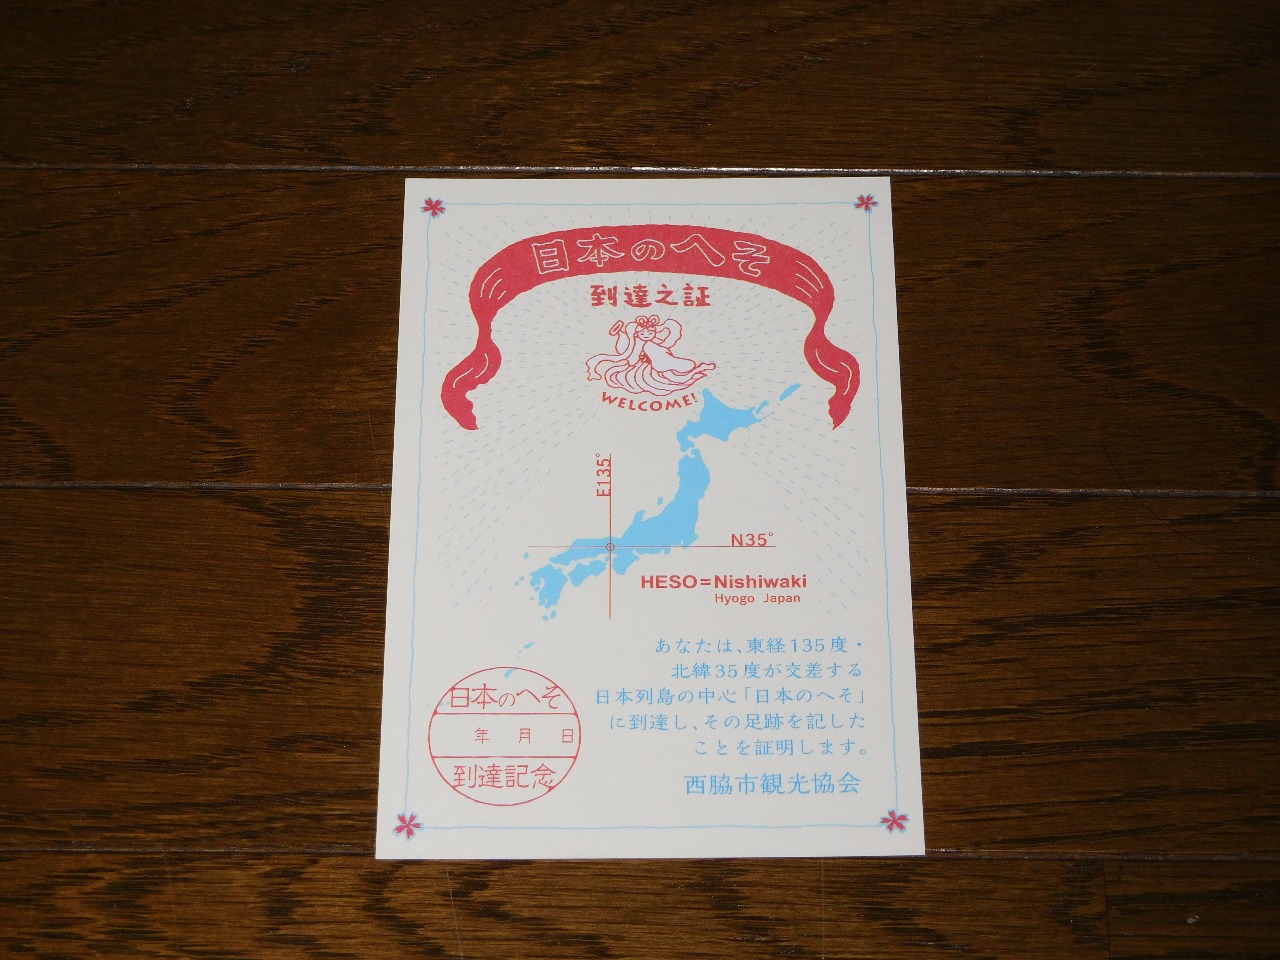 日本のへそ
到達之証
WELCOME!
E135°
N35°
HESO=Nishiwaki
Hyogo Japan
あなたは、東経135度・
北緯35度が交差する
日本列島の中心「日本のへそ」
に到達し、その足跡を記した
ことを証明します。
西脇市観光協会
日本のへそ
年 月 日
到達記念